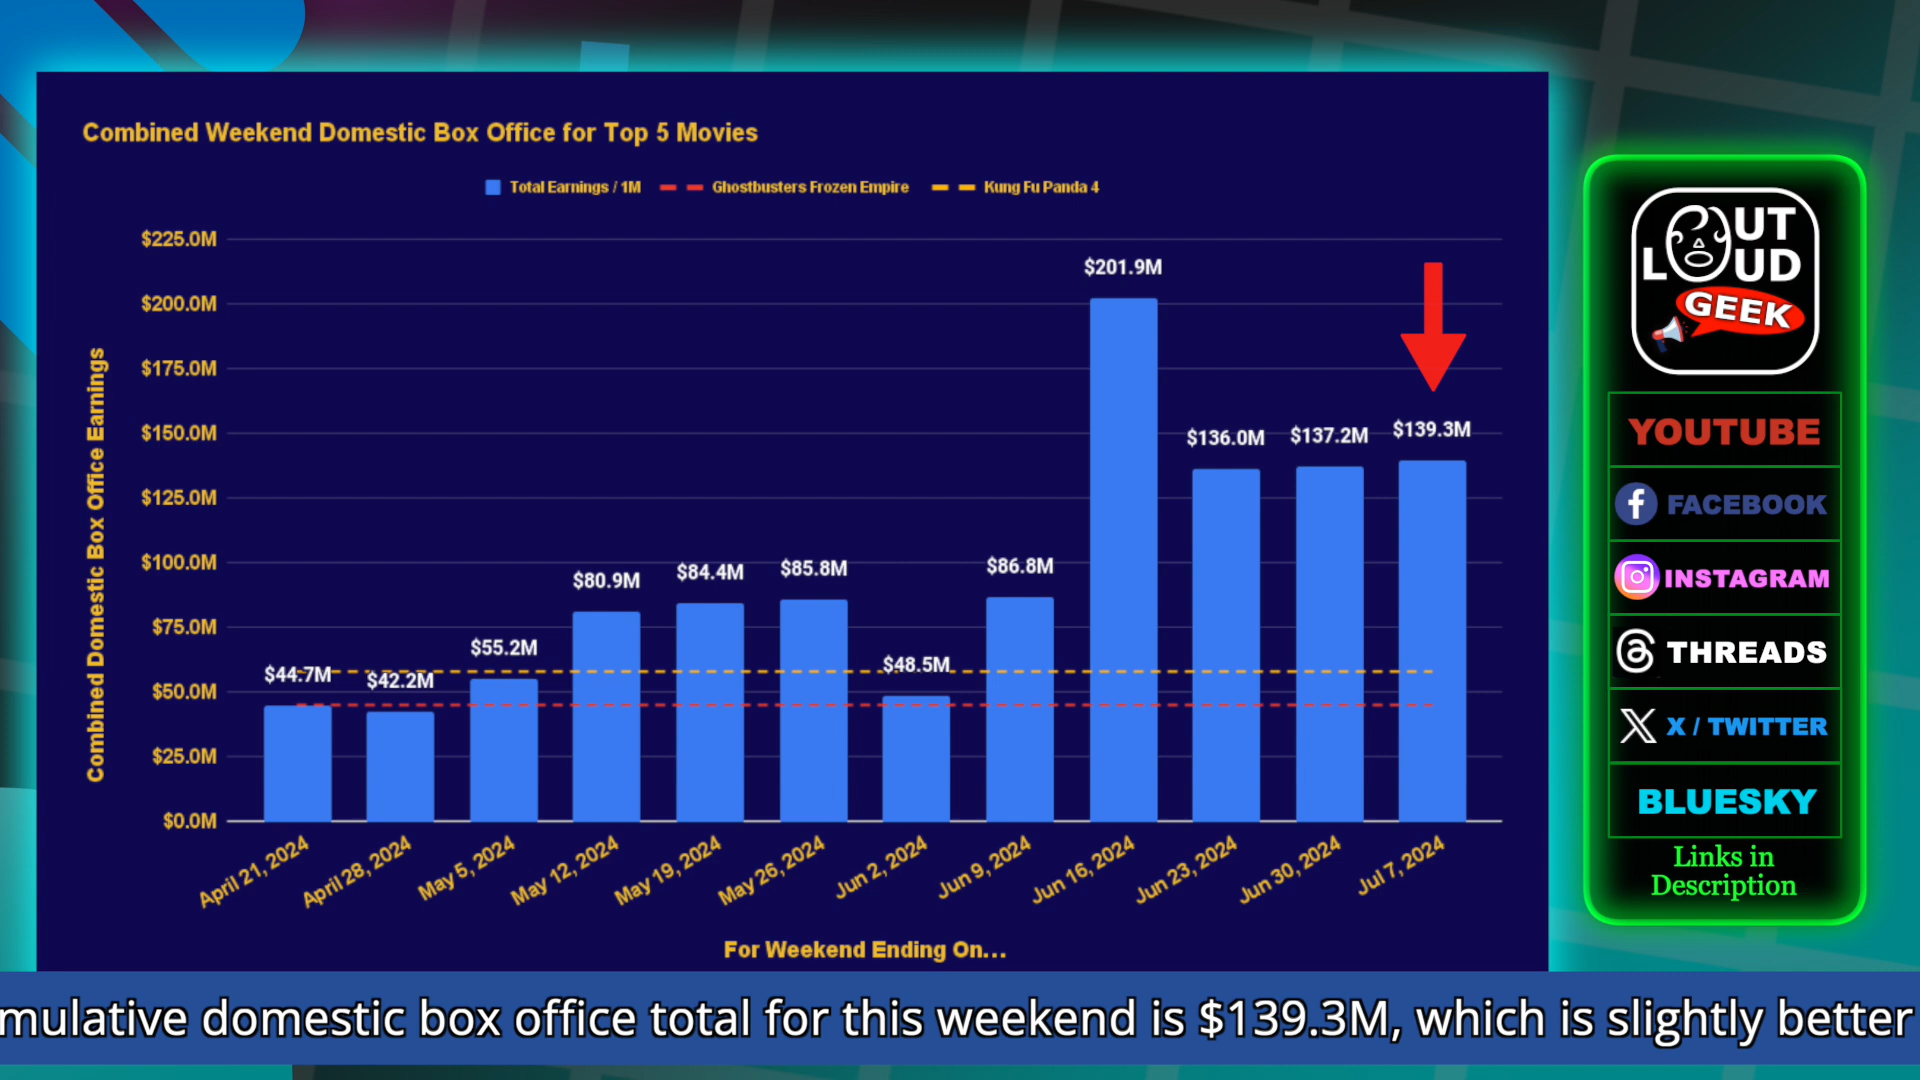 Combined Weekend Domestic Box Office for Top 5 Movies
Total Earnings / 1M
Ghostbusters Frozen Empire
Kung Fu Panda 4
Combined Domestic Box Office Earnings
$225.0M
$200.0M
$175.0M
$150.0M
$125.0M
$100.0M
$75.0M
$50.0M
$25.0M
$0.0M
$44.7M
$42.2M
$55.2M
$80.9M
$84.4M
$85.8M
$48.5M
$86.8M
$201.9M
$136.0M
$137.2M
$139.3M
April 21, 2024
April 28, 2024
May 5, 2024
May 12, 2024
May 19, 2024
May 26, 2024
Jun 2, 2024
Jun 9, 2024
Jun 16, 2024
Jun 23, 2024
Jun 30, 2024
Jul 7, 2024
For Weekend Ending On...
OUT
LOUD
GEEK
YOUTUBE
FACEBOOK
INSTAGRAM
THREADS
X / TWITTER
BLUESKY
Links in
Description
mulative domestic box office total for this weekend is $139.3M, which is slightly better